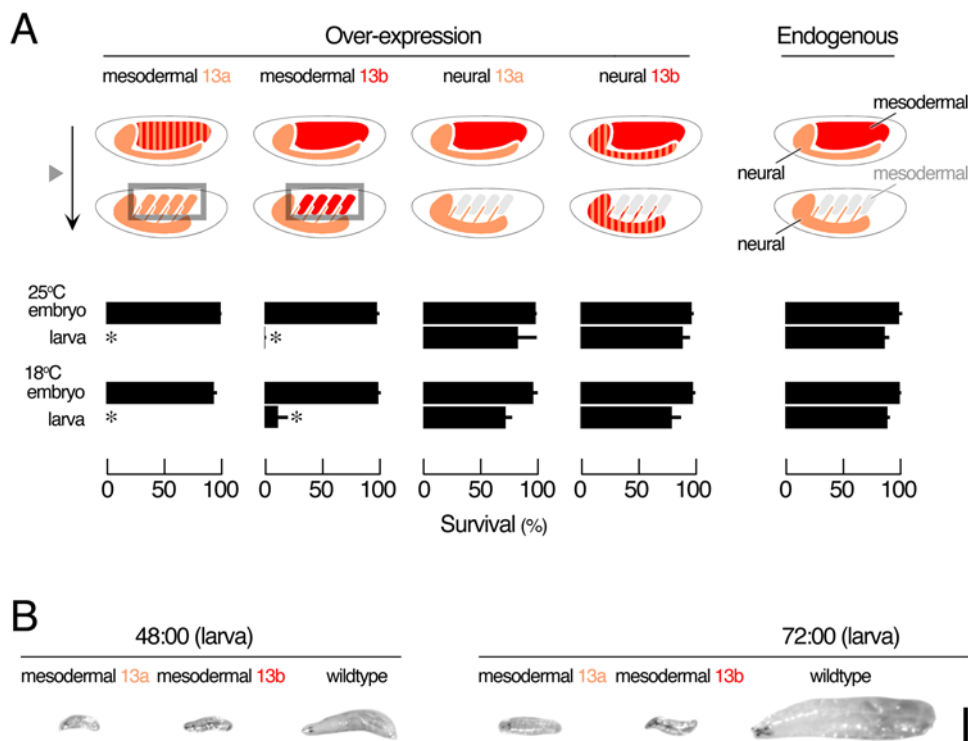 A
Over-expression
Endogenous
mesodermal 13a
mesodermal 13b
neural 13a
neural 13b
mesodermal
neural
mesodermal
neural
25°C
embryo
larva
*
*
18°C
embryo
larva
*
*
0 50 100
0 50 100
0 50 100
0 50 100
0 50 100
Survival (%)
B
48:00 (larva)
72:00 (larva)
mesodermal 13a
mesodermal 13b
wildtype
mesodermal 13a
mesodermal 13b
wildtype